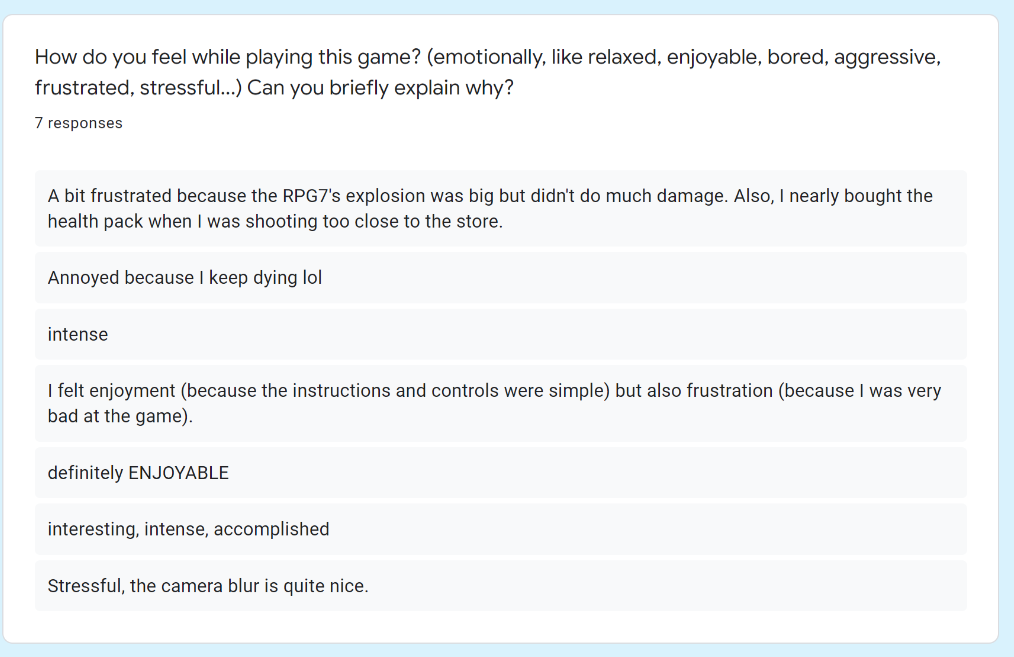 How do you feel while playing this game? (emotionally, like relaxed, enjoyable, bored, aggressive,
frustrated, stressful...) Can you briefly explain why?
7 responses
A bit frustrated because the RPG7's explosion was big but didn't do much damage. Also, I nearly bought the
health pack when I was shooting too close to the store.
Annoyed because I keep dying lol
intense
I felt enjoyment (because the instructions and controls were simple) but also frustration (because I was very
bad at the game).
definitely ENJOYABLE
interesting, intense, accomplished
Stressful, the camera blur is quite nice.